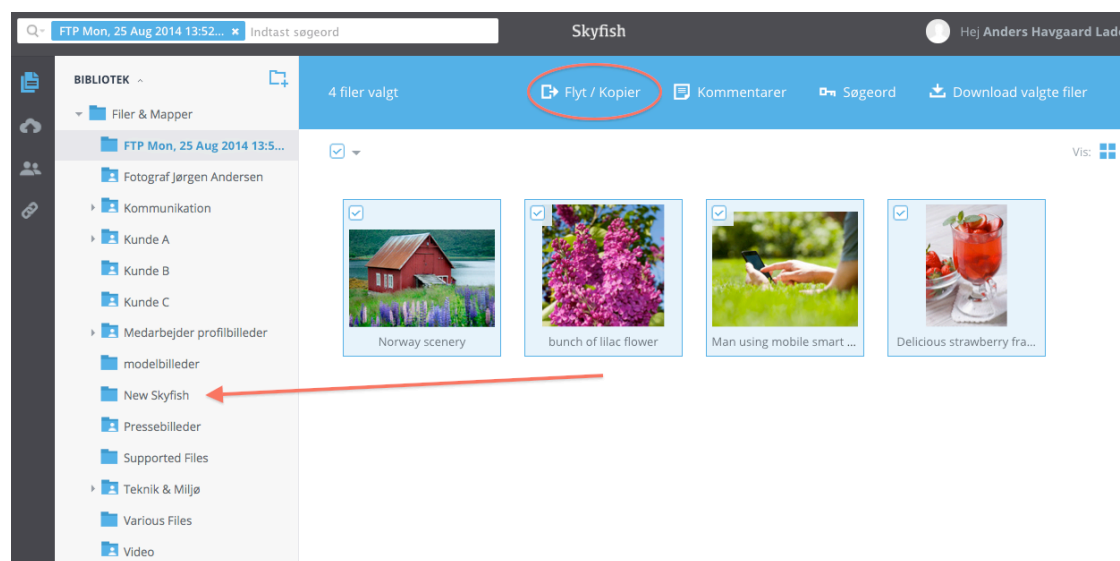 FTP Mon, 25 Aug 2014 13:52... × Indtast søgeord
Skyfish
Hej Anders Havgaard Lad
BIBLIOTEK
4 filer valgt
Flyt / Kopier
Kommentarer
Søgeord
Download valgte filer
Filer & Mapper
FTP Mon, 25 Aug 2014 13:5...
Vis:
Fotograf Jørgen Andersen
Kommunikation
Kunde A
Kunde B
Kunde C
Medarbejder profilbilleder
modelbilleder
New Skyfish
Pressebilleder
Supported Files
Teknik & Miljø
Various Files
Video
Norway scenery
bunch of lilac flower
Man using mobile smart ...
Delicious strawberry fra...